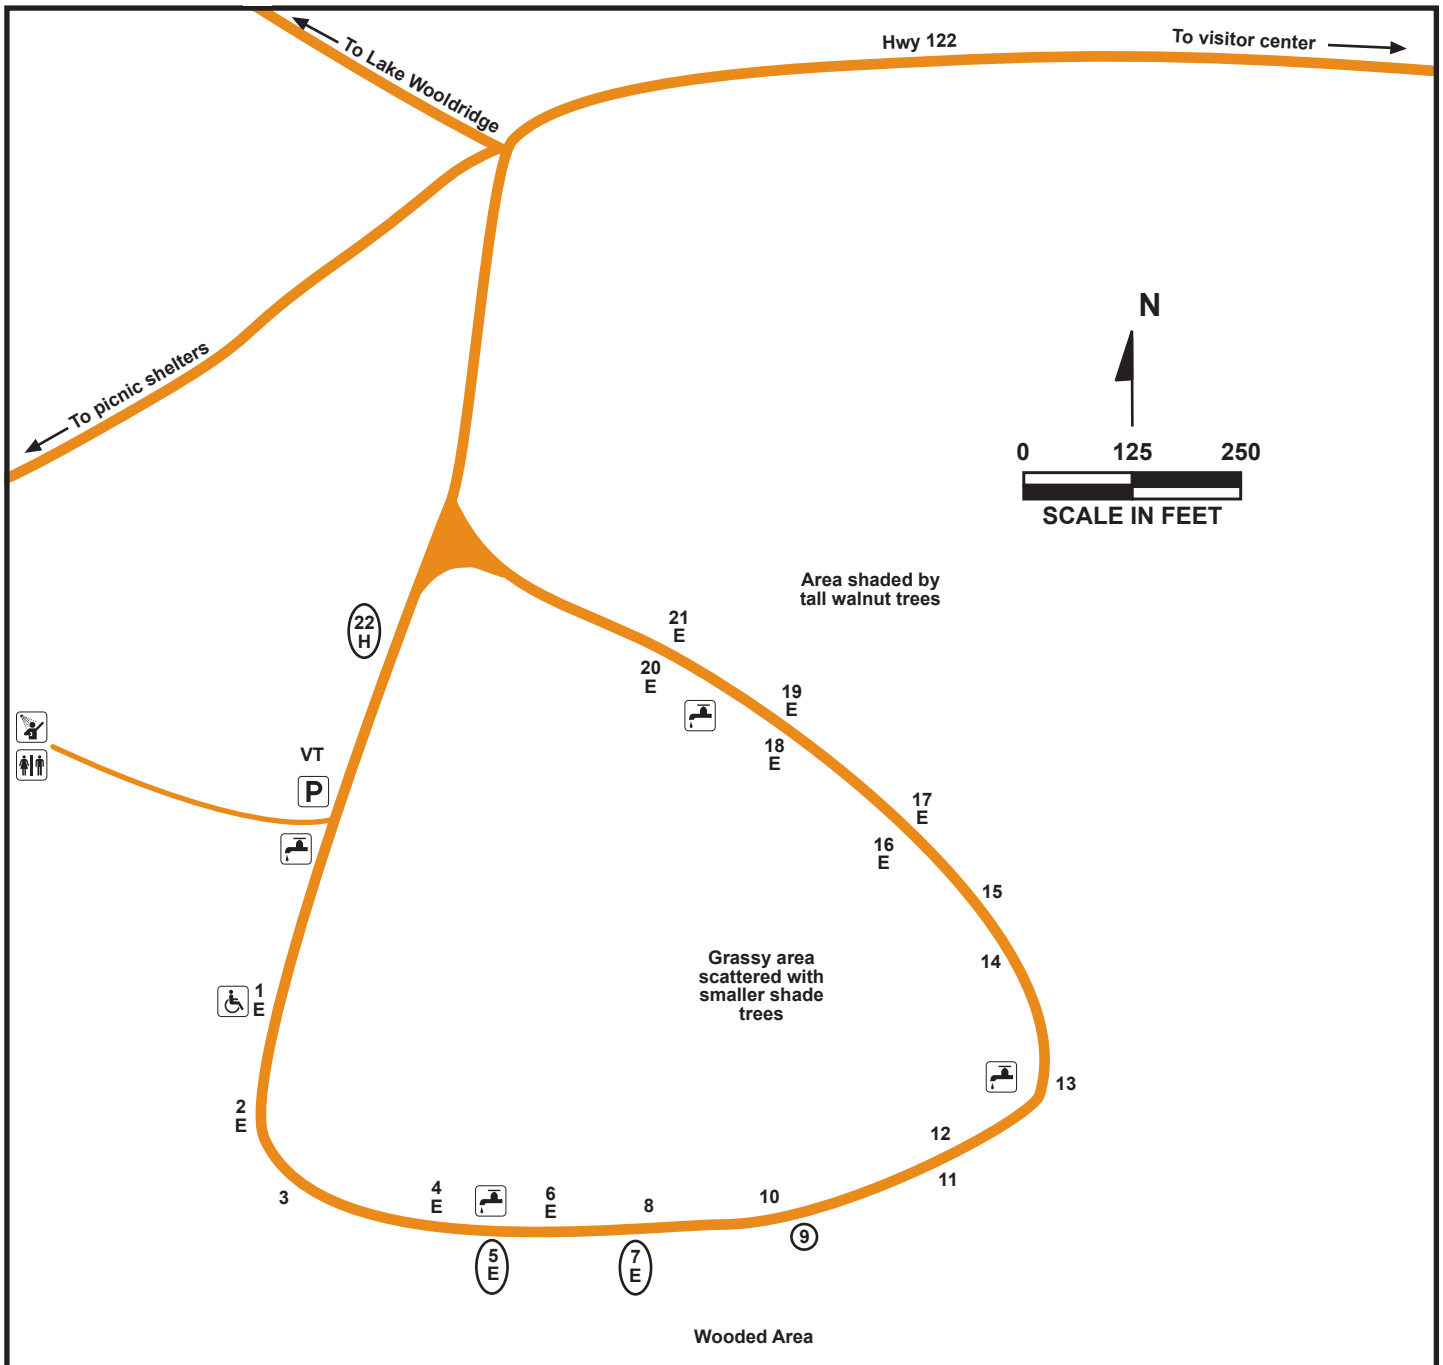 To Lake Wooldridge
Hwy 122
To visitor center
To picnic shelters
N
0 125 250
SCALE IN FEET
Area shaded by
tall walnut trees
22
H
21
E
20
E
19
E
18
E
VT
P
17
E
16
E
15
14
Grassy area
scattered with
smaller shade
trees
1
E
2
E
13
12
11
3
4
E
6
E
8
10
9
5
E
7
E
Wooded Area